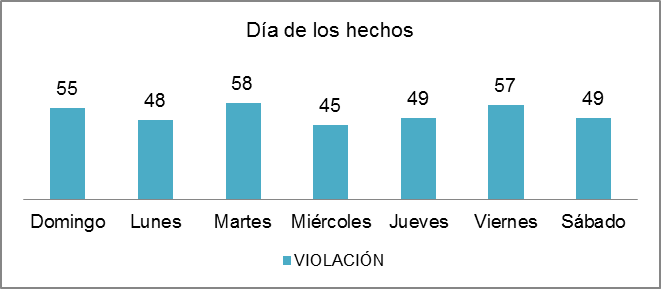 Día de los hechos
55 48 58 45 49 57 49
Domingo Lunes Martes Miércoles Jueves Viernes Sábado
VIOLACIÓN